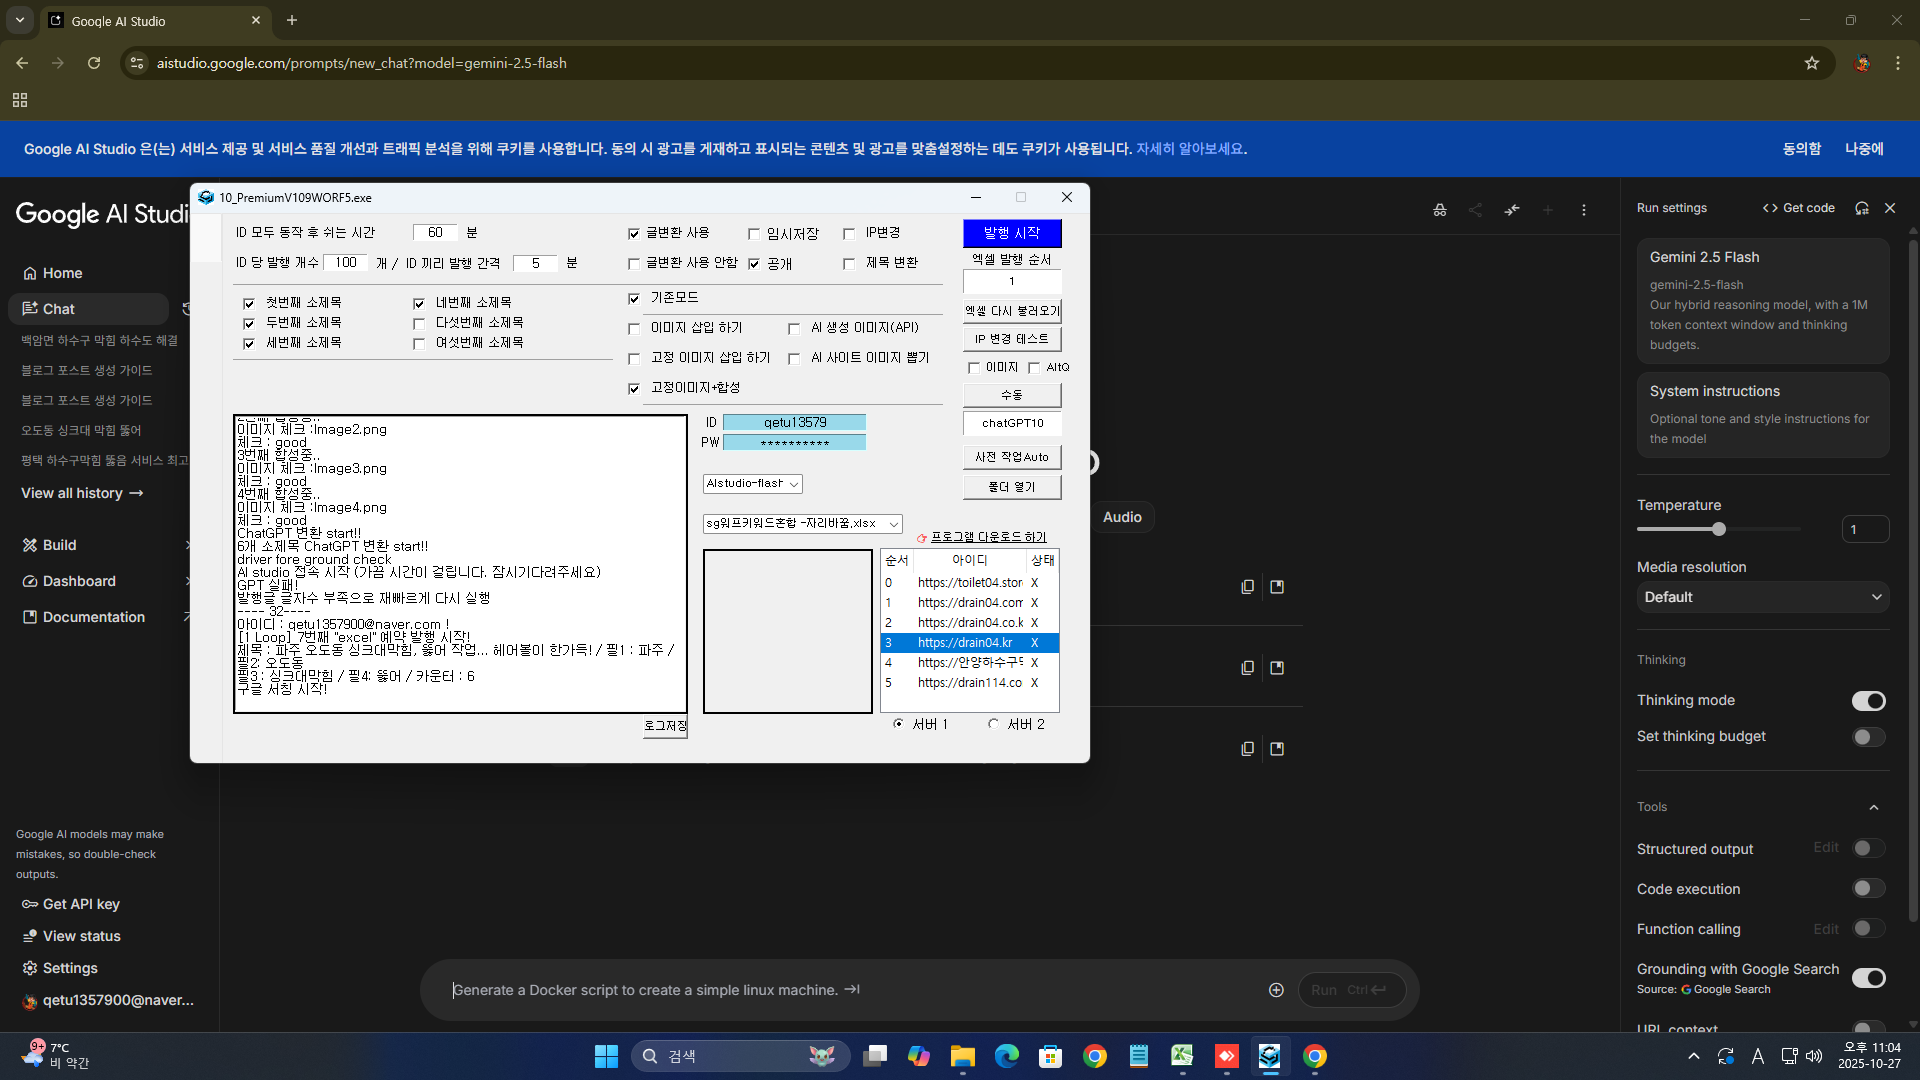 Google AI Studio
aistudio.google.com/prompts/new_chat?model=gemini-2.5-flash
Google AI Studio 은(는) 서비스 제공 및 서비스 품질 개선과 트래픽 분석을 위해 쿠키를 사용합니다. 동의 시 광고를 게재하고 표시되는 콘텐츠 및 광고를 맞춤설정하는 데도 쿠키가 사용됩니다. 자세히 알아보세요.
동의함
나중에
Google AI Studi
Home
Chat
백암면 하수구 막힘 하수도 해결
블로그 포스트 생성 가이드
블로그 포스트 생성 가이드
오도동 싱크대 막힘 뚫어
평택 하수구막힘 뚫음 서비스 최고
View all history →
Build
Dashboard
Documentation
Google AI models may make
mistakes, so double-check
outputs.
Get API key
View status
Settings
qetu1357900@naver...
10_PremiumV109WORF5.exe
ID 모두 동작 후 쉬는 시간
60
분
ID 당 발행 개수
100
개 / ID 끼리 발행 간격
5
분
글변환 사용
임시저장
IP변경
글변환 사용 안함
공개
제목 변환
첫번째 소제목
네번째 소제목
두번째 소제목
다섯번째 소제목
세번째 소제목
여섯번째 소제목
기존모드
이미지 삽입 하기
AI 생성 이미지(API)
고정 이미지 삽입 하기
AI 사이트 이미지 뽑기
고정이미지+합성
발행 시작
엑셀 발행 순서
1
엑셀 다시 불러오기
IP 변경 테스트
이미지
AltQ
수동
chatGPT10
사전 작업Auto
폴더 열기
2번째 합성중..
이미지 체크 :Image2.png
체크 : good
3번째 합성중..
이미지 체크 :Image3.png
체크 : good
4번째 합성중..
이미지 체크 :Image4.png
체크 : good
ChatGPT 변환 start!!
6개 소제목 ChatGPT 변환 start!!
driver fore ground check
AI studio 접속 시작 (가끔 시간이 걸립니다. 잠시기다려주세요)
GPT 실패!
발행글 글자수 부족으로 재빠르게 다시 실행
---- 32----
아이디 : qetu1357900@naver.com !
[1 Loop] 7번째 "excel" 예약 발행 시작!
제목 : 파주 오도동 싱크대막힘, 뚫어 작업... 헤어볼이 한가득! / 필1 : 파주 /
필2: 오도동
필3 : 싱크대막힘 / 필4: 뚫어 / 카운터 : 6
구글 서칭 시작!
로그저장
ID
qetu13579
PW
**********
AIstudio-flash
sg워프키워드혼합 -자리바꿈.xlsx
프로그램 다운로드 하기
순서
아이디
상태
0 https://toilet04.stor X
1 https://drain04.com X
2 https://drain04.co.k X
3 https://drain04.kr X
4 https://안양하수구막 X
5 https://drain114.co X
서버 1
서버 2
Audio
Generate a Docker script to create a simple linux machine.
Run Ctrl
Run settings
Get code
Gemini 2.5 Flash
gemini-2.5-flash
Our hybrid reasoning model, with a 1M
token context window and thinking
budgets.
System instructions
Optional tone and style instructions for
the model
Temperature
1
Media resolution
Default
Thinking
Thinking mode
Set thinking budget
Tools
Structured output
Edit
Code execution
Function calling
Edit
Grounding with Google Search
Source: Google Search
URL context
9+
7°C
비 약간
검색
A
오후 11:04
2025-10-27